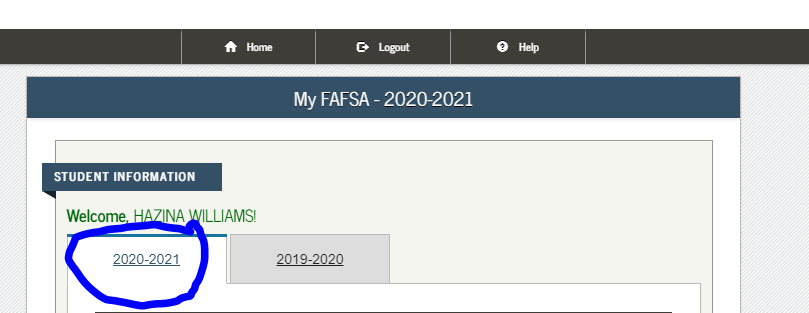 Home Logout Help
My FAFSA - 2020-2021
STUDENT INFORMATION
Welcome, HAZINA WILLIAMS!
2020-2021 2019-2020